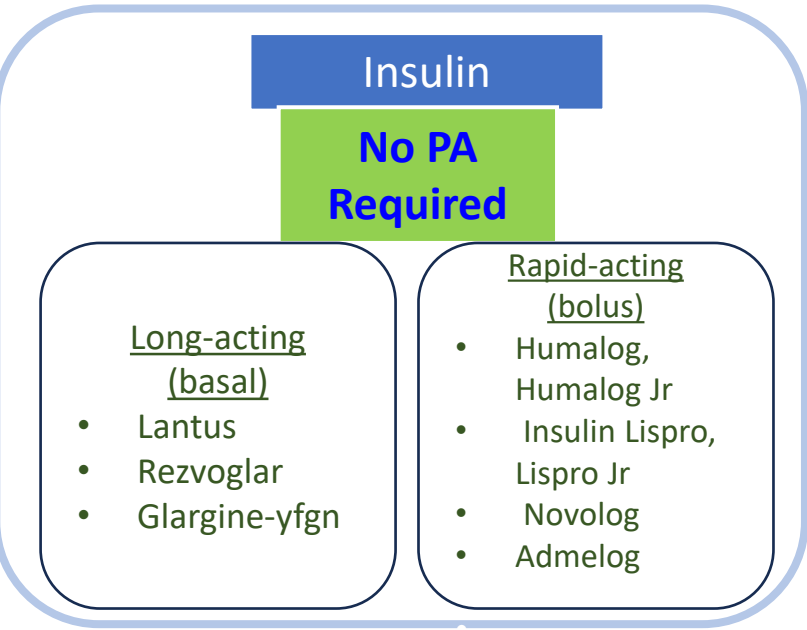 Insulin
No PA
Required
Long-acting
(basal)
• Lantus
• Rezvoglar
• Glargine-yfgn
Rapid-acting
(bolus)
• Humalog,
Humalog Jr
• Insulin Lispro,
Lispro Jr
• Novolog
• Admelog